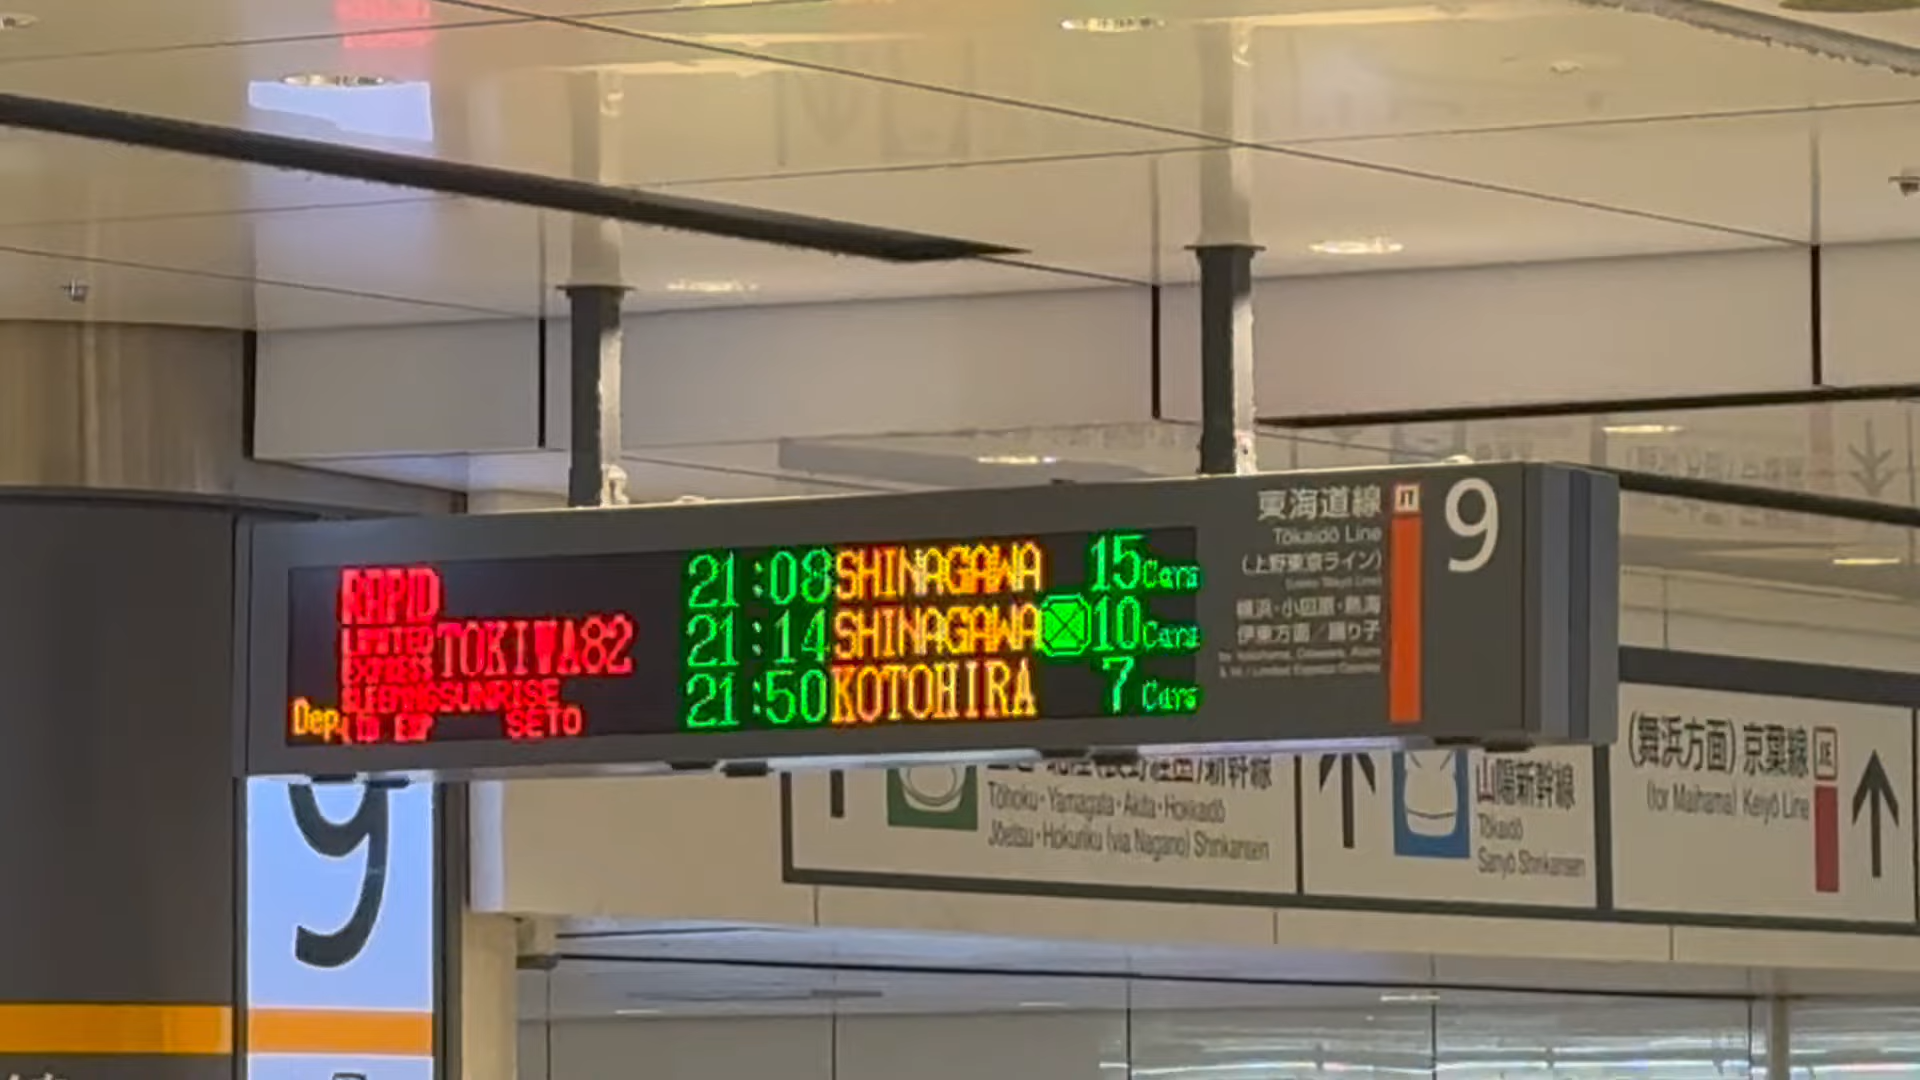 RAPID 21:08 SHINAGAWA 15 Cars
LIMITED EXPRESS TOKIWA82 21:14 SHINAGAWA 10 Cars
Dep. SLEEPING LTD EXP SUNRISE SETO 21:50 KOTOHIRA 7 Cars
東海道線 JT
Tōkaidō Line
(上野東京ライン)
横浜・小田原・熱海
伊東方面/踊り子
9
9
Tōhoku・Yamagata・Akita・Hokkaidō
Jōetsu・Hokuriku (via Nagano) Shinkansen
山陽新幹線
Tōkaidō
Sanyō Shinkansen
(舞浜方面) 京葉線 JE
(for Maihama) Keiyō Line